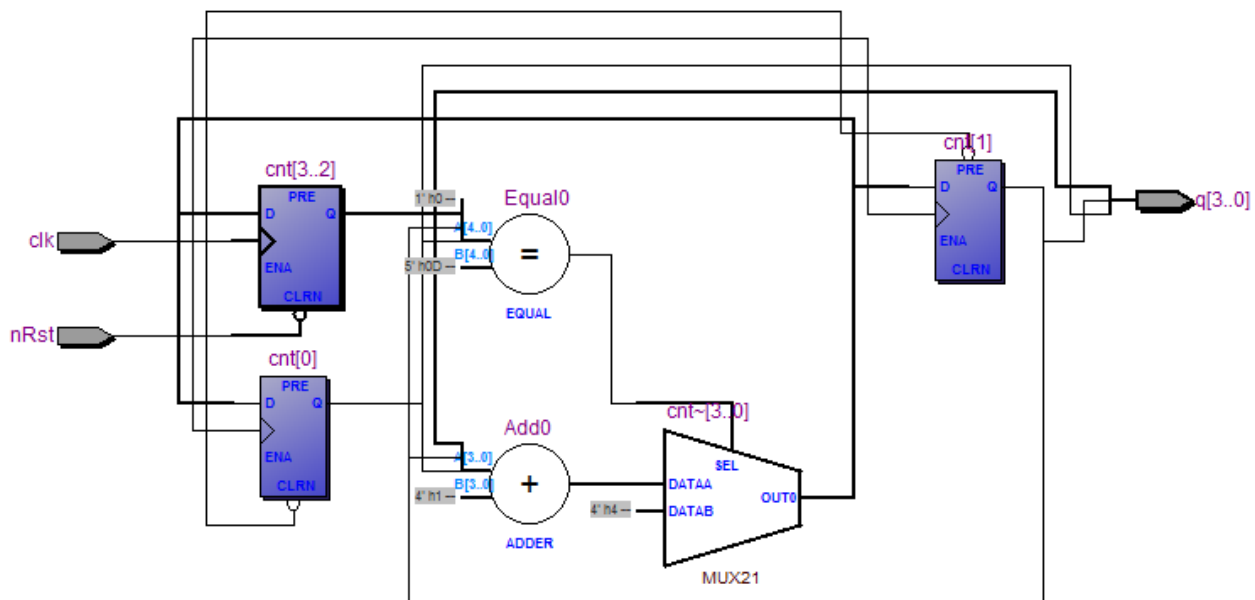 cnt[3..2]
PRE
D
Q
ENA
CLRN
clk
nRst
cnt[0]
PRE
D
Q
ENA
CLRN
1' h0
Equal0
A[4..0]
B[4..0]
5' h0D
=
EQUAL
Add0
A[3..0]
B[3..0]
4' h1
+
ADDER
cnt~[3..0]
SEL
DATAA
DATAB
OUT0
4' h4
MUX21
cnt[1]
PRE
D
Q
ENA
CLRN
q[3..0]